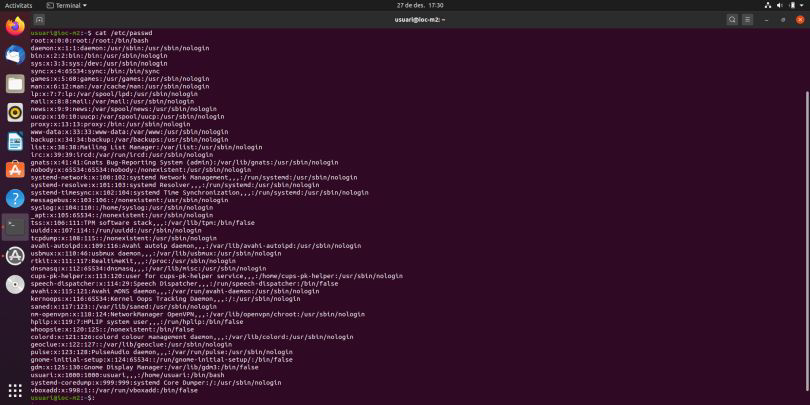 Activitats
Terminal
27 de des. 17:30
usuari@ioc-m2: ~
usuari@ioc-m2:~$ cat /etc/passwd
root:x:0:0:root:/root:/bin/bash
daemon:x:1:1:daemon:/usr/sbin:/usr/sbin/nologin
bin:x:2:2:bin:/bin:/usr/sbin/nologin
sys:x:3:3:sys:/dev:/usr/sbin/nologin
sync:x:4:65534:sync:/bin:/bin/sync
games:x:5:60:games:/usr/games:/usr/sbin/nologin
man:x:6:12:man:/var/cache/man:/usr/sbin/nologin
lp:x:7:7:lp:/var/spool/lpd:/usr/sbin/nologin
mail:x:8:8:mail:/var/mail:/usr/sbin/nologin
news:x:9:9:news:/var/spool/news:/usr/sbin/nologin
uucp:x:10:10:uucp:/var/spool/uucp:/usr/sbin/nologin
proxy:x:13:13:proxy:/bin:/usr/sbin/nologin
www-data:x:33:33:www-data:/var/www:/usr/sbin/nologin
backup:x:34:34:backup:/var/backups:/usr/sbin/nologin
list:x:38:38:Mailing List Manager:/var/list:/usr/sbin/nologin
irc:x:39:39:ircd:/var/run/ircd:/usr/sbin/nologin
gnats:x:41:41:Gnats Bug-Reporting System (admin):/var/lib/gnats:/usr/sbin/nologin
nobody:x:65534:65534:nobody:/nonexistent:/usr/sbin/nologin
systemd-network:x:100:102:systemd Network Management,,,:/run/systemd:/usr/sbin/nologin
systemd-resolve:x:101:103:systemd Resolver,,,:/run/systemd:/usr/sbin/nologin
systemd-timesync:x:102:104:systemd Time Synchronization,,,:/run/systemd:/usr/sbin/nologin
messagebus:x:103:106::/nonexistent:/usr/sbin/nologin
syslog:x:104:110::/home/syslog:/usr/sbin/nologin
_apt:x:105:65534::/nonexistent:/usr/sbin/nologin
tss:x:106:111:TPM software stack,,,:/var/lib/tpm:/bin/false
uuidd:x:107:114::/run/uuidd:/usr/sbin/nologin
tcpdump:x:108:115::/nonexistent:/usr/sbin/nologin
avahi-autoipd:x:109:116:Avahi autoip daemon,,,:/var/lib/avahi-autoipd:/usr/sbin/nologin
usbmux:x:110:46:usbmux daemon,,,:/var/lib/usbmux:/usr/sbin/nologin
rtkit:x:111:117:RealtimeKit,,,:/proc:/usr/sbin/nologin
dnsmasq:x:112:65534:dnsmasq,,,:/var/lib/misc:/usr/sbin/nologin
cups-pk-helper:x:113:120:user for cups-pk-helper service,,,:/home/cups-pk-helper:/usr/sbin/nologin
speech-dispatcher:x:114:29:Speech Dispatcher,,,:/run/speech-dispatcher:/bin/false
avahi:x:115:121:Avahi mDNS daemon,,,:/var/run/avahi-daemon:/usr/sbin/nologin
kernoops:x:116:65534:Kernel Oops Tracking Daemon,,,:/:/usr/sbin/nologin
saned:x:117:123::/var/lib/saned:/usr/sbin/nologin
nm-openvpn:x:118:124:NetworkManager OpenVPN,,,:/var/lib/openvpn/chroot:/usr/sbin/nologin
hplip:x:119:7:HPLIP system user,,,:/run/hplip:/bin/false
whoopsie:x:120:125::/nonexistent:/bin/false
colord:x:121:126:colord colour management daemon,,,:/var/lib/colord:/usr/sbin/nologin
geoclue:x:122:127::/var/lib/geoclue:/usr/sbin/nologin
pulse:x:123:128:PulseAudio daemon,,,:/var/run/pulse:/usr/sbin/nologin
gnome-initial-setup:x:124:65534::/run/gnome-initial-setup/:/bin/false
gdm:x:125:130:Gnome Display Manager:/var/lib/gdm3:/bin/false
usuari:x:1000:1000:usuari,,,:/home/usuari:/bin/bash
systemd-coredump:x:999:999:systemd Core Dumper:/:/usr/sbin/nologin
vboxadd:x:998:1::/var/run/vboxadd:/bin/false
usuari@ioc-m2:~$